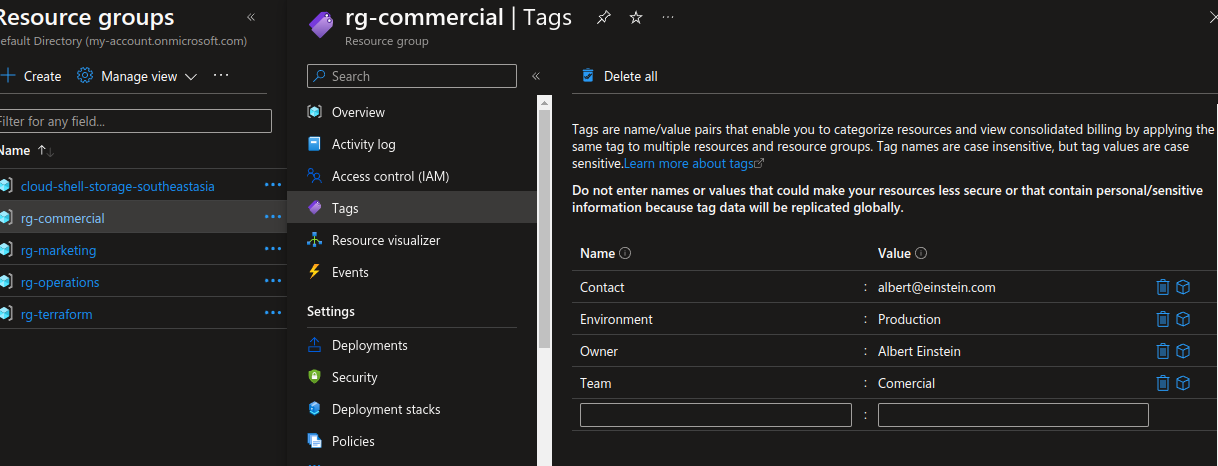 Resource groups
efault Directory (my-account.onmicrosoft.com)
Create
Manage view
Filter for any field...
Name
cloud-shell-storage-southeastasia
rg-commercial
rg-marketing
rg-operations
rg-terraform
rg-commercial | Tags
Resource group
Search
Overview
Activity log
Access control (IAM)
Tags
Resource visualizer
Events
Settings
Deployments
Security
Deployment stacks
Policies
Delete all
Tags are name/value pairs that enable you to categorize resources and view consolidated billing by applying the
same tag to multiple resources and resource groups. Tag names are case insensitive, but tag values are case
sensitive.Learn more about tags
Do not enter names or values that could make your resources less secure or that contain personal/sensitive
information because tag data will be replicated globally.
Name Value
Contact : albert@einstein.com
Environment : Production
Owner : Albert Einstein
Team : Comercial
: